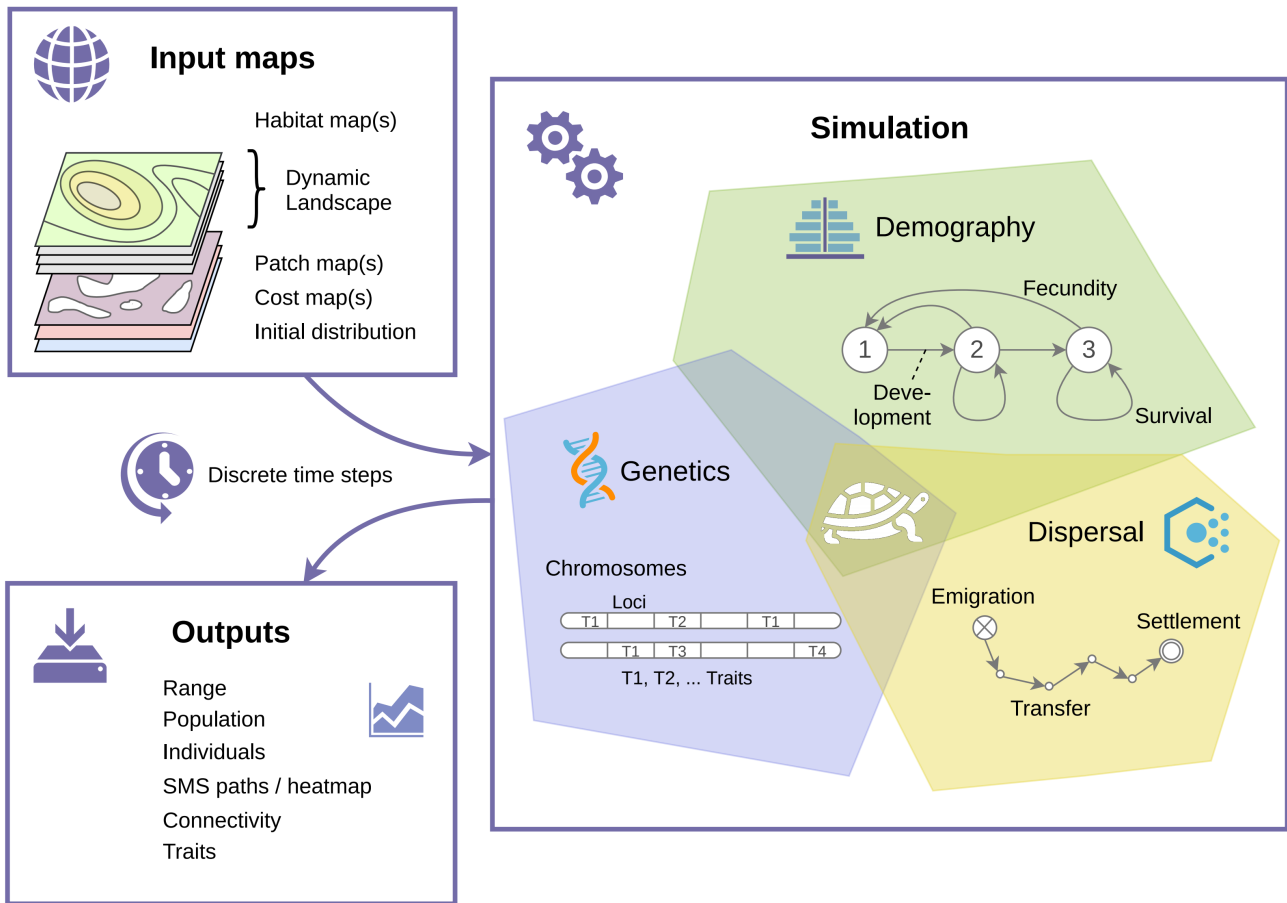 Input maps
Habitat map(s)
Dynamic
Landscape
Patch map(s)
Cost map(s)
Initial distribution
Discrete time steps
Outputs
Range
Population
Individuals
SMS paths / heatmap
Connectivity
Traits
Simulation
Demography
Fecundity
1 2 3
Deve-
lopment
Survival
Genetics
Chromosomes
Loci
T1 T2 T1
T1 T3 T4
T1, T2, ... Traits
Dispersal
Emigration
Settlement
Transfer